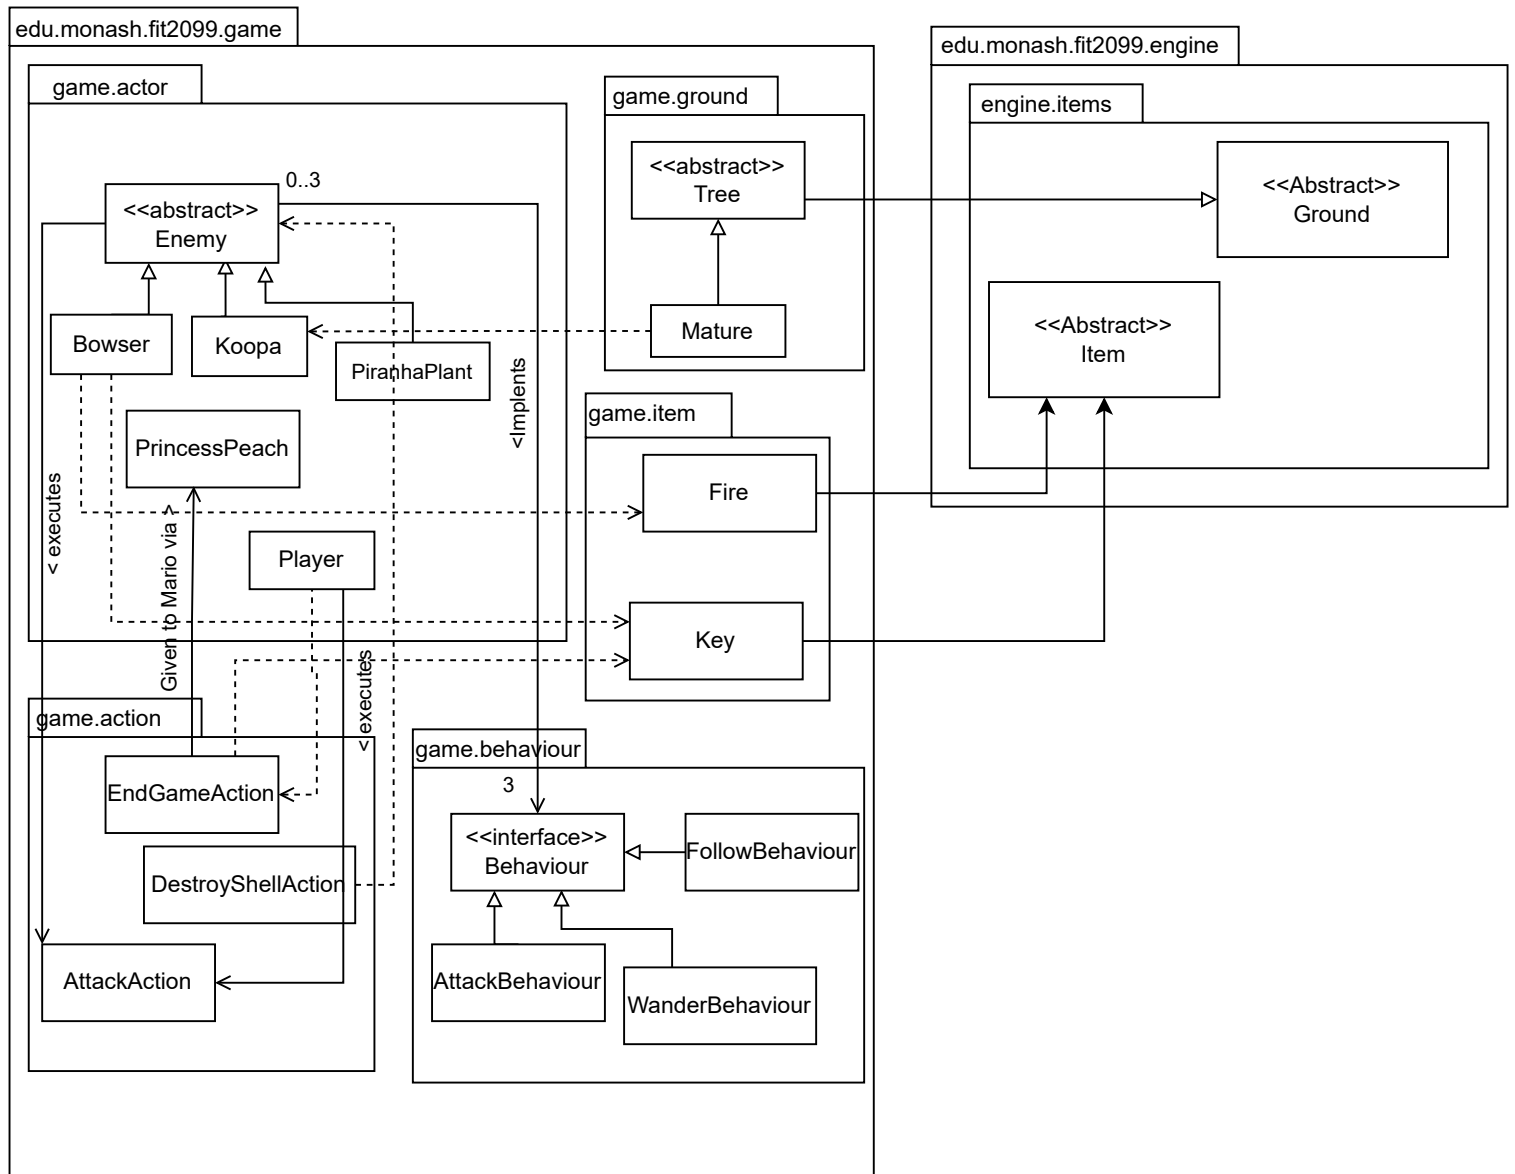 edu.monash.fit2099.game
edu.monash.fit2099.engine
game.actor
game.ground
engine.items
0..3
<<abstract>>
Enemy
<<abstract>>
Tree
<<Abstract>>
Ground
Bowser
Koopa
PiranhaPlant
Mature
<<Abstract>>
Item
<Implents
game.item
PrincessPeach
Fire
< executes
Given to Mario via >
Player
Key
< executes
game.action
game.behaviour
EndGameAction
3
<<interface>>
Behaviour
FollowBehaviour
DestroyShellAction
AttackAction
AttackBehaviour
WanderBehaviour